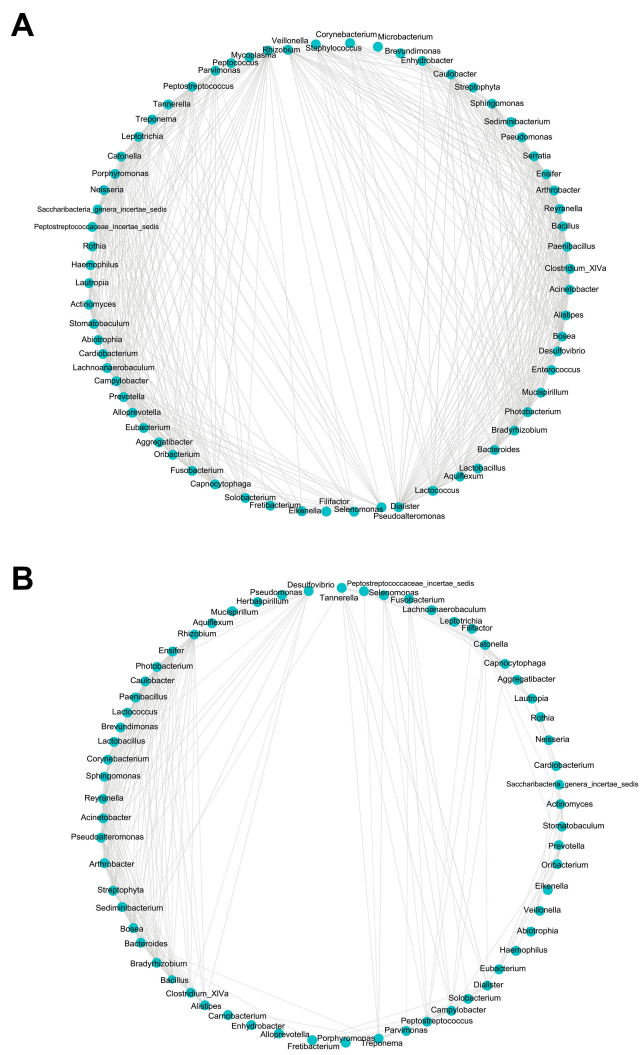 A
Corynebacterium
Veillonella
Microbacterium
Staphylococcus
Rhizobium
Brevundimonas
Mycoplasma
Enhydrobacter
Peptococcus
Parvimonas
Caulobacter
Peptostreptococcus
Streptophyta
Tannerella
Sphingomonas
Treponema
Sediminibacterium
Leptotrichia
Pseudomonas
Catonella
Serratia
Porphyromonas
Ensifer
Neisseria
Arthrobacter
Saccharibacteria_genera_incertae_sedis
Reyranella
Peptostreptococcaceae_incertae_sedis
Bacillus
Rothia
Paenibacillus
Haemophilus
Clostridium_XIVa
Lautropia
Acinetobacter
Actinomyces
Alistipes
Stomatobaculum
Bosea
Abiotrophia
Desulfovibrio
Cardiobacterium
Lachnoanaerobaculum
Enterococcus
Campylobacter
Prevotella
Mucispirillum
Alloprevotella
Photobacterium
Eubacterium
Bradyrhizobium
Aggregatibacter
Bacteroides
Oribacterium
Lactobacillus
Fusobacterium
Aquiflexum
Capnocytophaga
Lactococcus
Solobacterium
Fretibacterium
Filifactor
Dialister
Eikenella
Selenomonas
Pseudoalteromonas
B
Desulfovibrio
Peptostreptococcaceae_incertae_sedis
Pseudomonas
Tannerella
Selenomonas
Herbaspirillum
Fusobacterium
Mucispirillum
Lachnoanaerobaculum
Aquiflexum
Leptotrichia
Rhizobium
Filifactor
Ensifer
Catonella
Photobacterium
Capnocytophaga
Caulobacter
Aggregatibacter
Paenibacillus
Lautropia
Lactococcus
Rothia
Brevundimonas
Lactobacillus
Neisseria
Corynebacterium
Cardiobacterium
Sphingomonas
Saccharibacteria_genera_incertae_sedis
Reyranella
Actinomyces
Acinetobacter
Stomatobaculum
Pseudoalteromonas
Prevotella
Arthrobacter
Oribacterium
Streptophyta
Eikenella
Sediminibacterium
Veillonella
Bosea
Abiotrophia
Bacteroides
Haemophilus
Bradyrhizobium
Eubacterium
Bacillus
Dialister
Clostridium_XIVa
Solobacterium
Alistipes
Campylobacter
Carnobacterium
Peptostreptococcus
Enhydrobacter
Parvimonas
Alloprevotella
Porphyromonas
Treponema
Fretibacterium